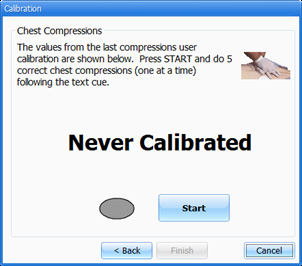 Calibration
Chest Compressions
The values from the last compressions user
calibration are shown below.  Press START and do 5
correct chest compressions (one at a time)
following the text cue.
Never Calibrated
Start
< Back
Finish
Cancel